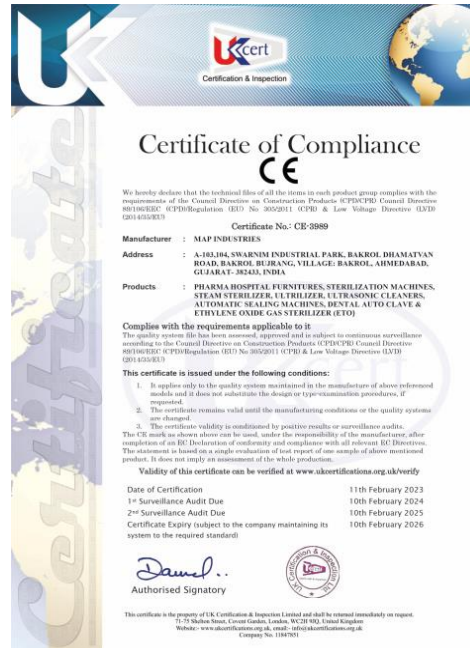 UKcert
Certification & Inspection
Certificate
Certificate of Compliance
CE
We hereby declare that the technical files of all the items in each product group complies with the
requirements of the Council Directive on Construction Products (CPD/CPR) Council Directive
89/106/EEC (CPD)/Regulation (EU) No 305/2011 (CPR) & Low Voltage Directive (LVD)
(2014/35/EU)
Certificate No.: CE-3989
Manufacturer : MAP INDUSTRIES
Address : A-103,104, SWARNIM INDUSTRIAL PARK, BAKROL DHAMATVAN
ROAD, BAKROL BUJRANG, VILLAGE: BAKROL, AHMEDABAD,
GUJARAT- 382433, INDIA
Products : PHARMA HOSPITAL FURNITURES, STERILIZATION MACHINES,
STEAM STERILIZER, ULTRILIZER, ULTRASONIC CLEANERS,
AUTOMATIC SEALING MACHINES, DENTAL AUTO CLAVE &
ETHYLENE OXIDE GAS STERILIZER (ETO)
Complies with the requirements applicable to it
The quality system file has been assessed, approved and is subject to continuous surveillance
according to the Council Directive on Construction Products (CPD/CPR) Council Directive
89/106/EEC (CPD)/Regulation (EU) No 305/2011 (CPR) & Low Voltage Directive (LVD)
(2014/35/EU)
This certificate is issued under the following conditions:
1. It applies only to the quality system maintained in the manufacture of above referenced
models and it does not substitute the design or type-examination procedures, if
requested.
2. The certificate remains valid until the manufacturing conditions or the quality systems
are changed.
3. The certificate validity is conditioned by positive results or surveillance audits.
The CE mark as shown above can be used, under the responsibility of the manufacturer, after
completion of an EC Declaration of conformity and compliance with all relevant EC Directives.
The statement is based on a single evaluation of test report of one sample of above mentioned
product. It does not imply an assessment of the whole production.
Validity of this certificate can be verified at www.ukcertifications.org.uk/verify
Date of Certification 11th February 2023
1st Surveillance Audit Due 10th February 2024
2nd Surveillance Audit Due 10th February 2025
Certificate Expiry (subject to the company maintaining its 10th February 2026
system to the required standard)
Authorised Signatory
UK Certification & Inspection Ltd
This certificate is the property of UK Certification & Inspection Limited and shall be returned immediately on request.
71-75 Shelton Street, Covent Garden, London, WC2H 9JQ, United Kingdom
Website:- www.ukcertifications.org.uk, email:- info@ukcertifications.org.uk
Company No. 11847851